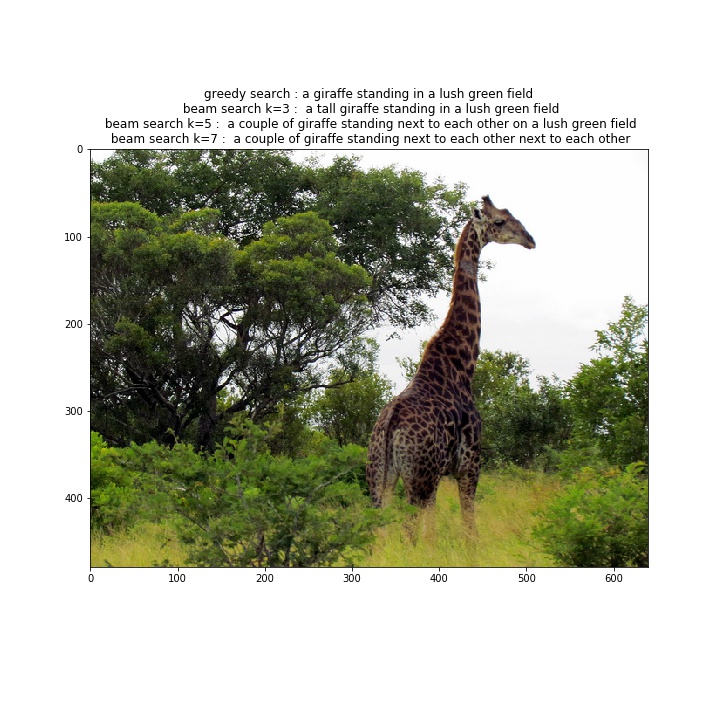 greedy search : a giraffe standing in a lush green field
beam search k=3 :  a tall giraffe standing in a lush green field
beam search k=5 :  a couple of giraffe standing next to each other on a lush green field
beam search k=7 :  a couple of giraffe standing next to each other next to each other
0
100
200
300
400
0 100 200 300 400 500 600